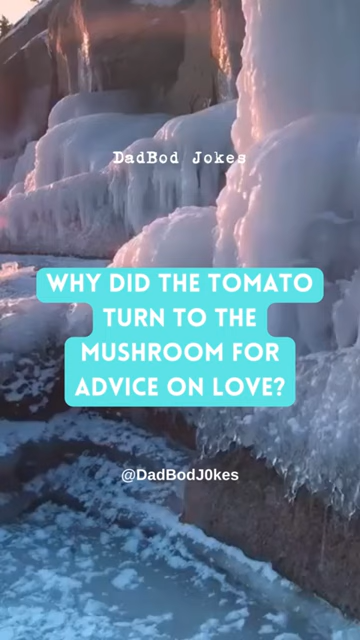 DadBod Jokes
WHY DID THE TOMATO
TURN TO THE
MUSHROOM FOR
ADVICE ON LOVE?
@DadBodJ0kes